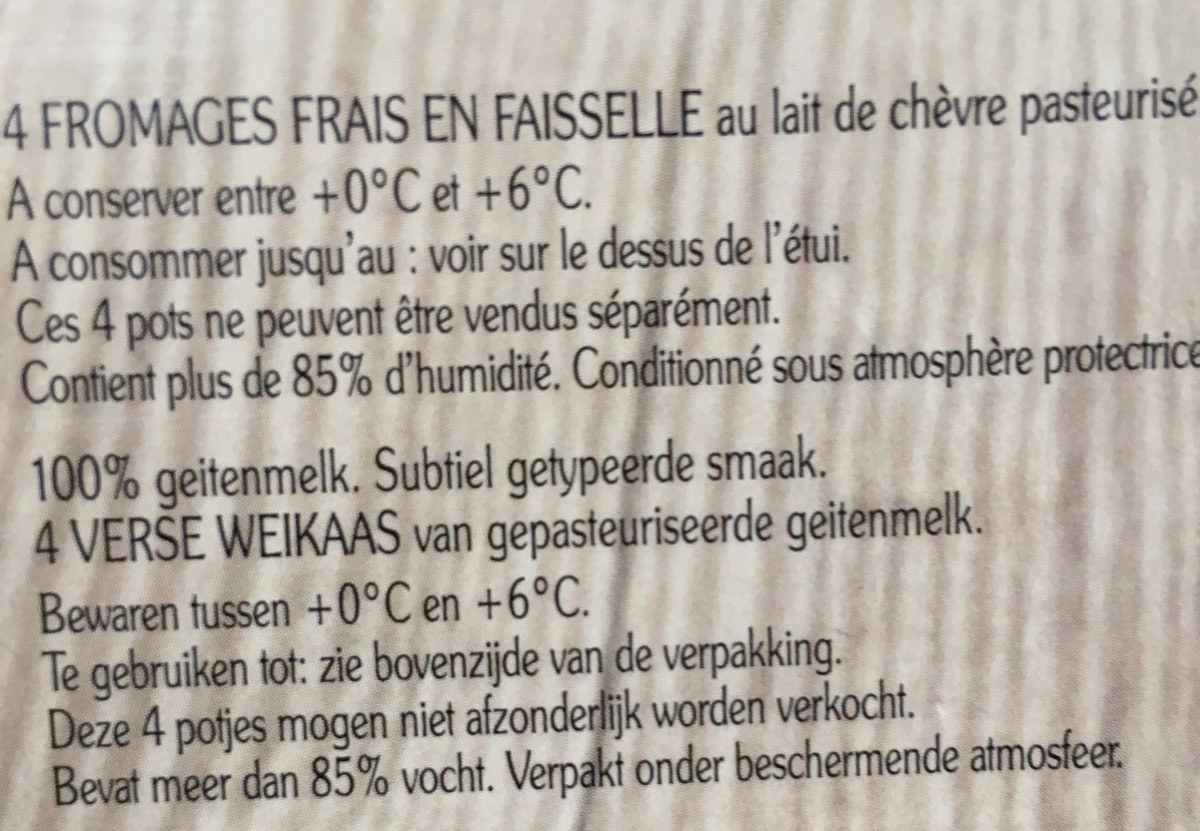 4 FROMAGES FRAIS EN FAISSELLE au lait de chèvre pasteurisé
A conserver entre +0°C et +6°C.
A consommer jusqu'au : voir sur le dessus de l'étui.
Ces 4 pots ne peuvent être vendus séparément.
Contient plus de 85% d'humidité. Conditionné sous atmosphère protectrice
100% geitenmelk. Subtiel getypeerde smaak.
4 VERSE WEIKAAS van gepasteuriseerde geitenmelk.
Bewaren tussen +0°C en +6°C.
Te gebruiken tot: zie bovenzijde van de verpakking.
Deze 4 potjes mogen niet afzonderlijk worden verkocht.
Bevat meer dan 85% vocht. Verpakt onder beschermende atmosfeer.